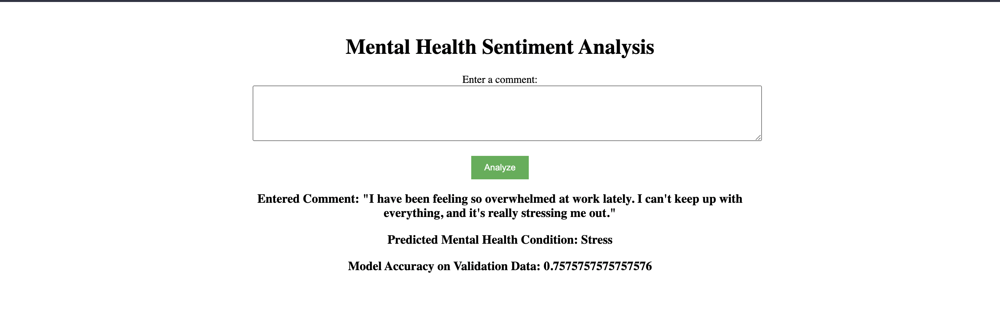 Mental Health Sentiment Analysis
Enter a comment:
Analyze
Entered Comment: "I have been feeling so overwhelmed at work lately. I can't keep up with
everything, and it's really stressing me out."
Predicted Mental Health Condition: Stress
Model Accuracy on Validation Data: 0.7575757575757576